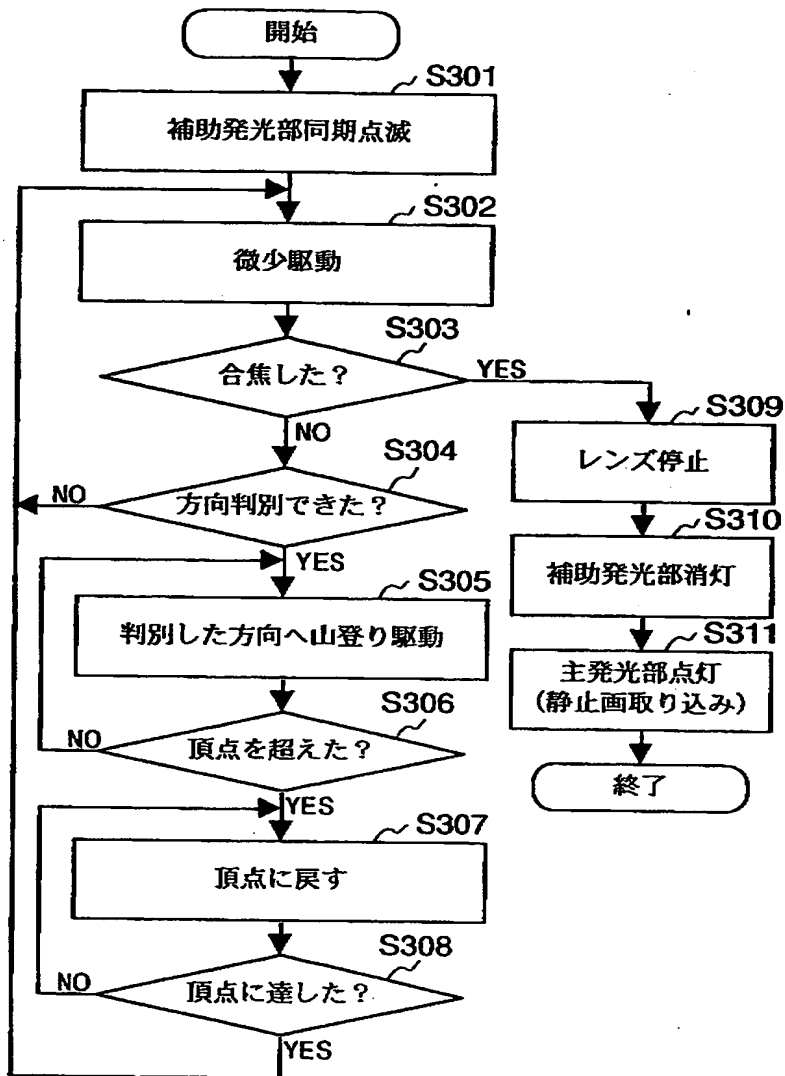 開始
S301
補助発光部同期点滅
S302
微少駆動
S303
合焦した？
YES
NO
S304
方向判別できた？
NO
YES
S305
判別した方向へ山登り駆動
S306
頂点を超えた？
NO
YES
S307
頂点に戻す
S308
頂点に達した？
NO
YES
S309
レンズ停止
S310
補助発光部消灯
S311
主発光部点灯
(静止画取り込み)
終了